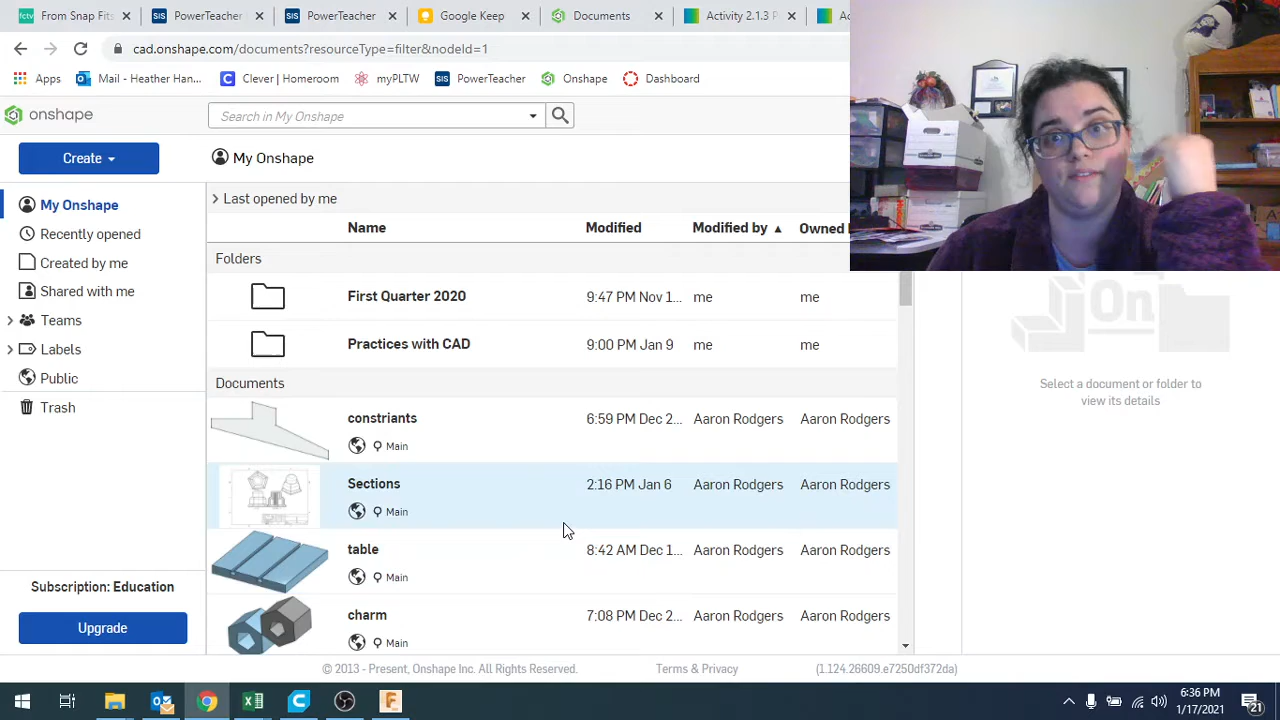 From Squares
PowerTeacher
PowerTeacher
Google Keep
Documents
Activity 2.1.3 P
cad.onshape.com/documents?resourceType=filter&nodeId=1
Apps
Mail - Heather Han...
Clever | Homeroom
myPLTW
SIS PowerTeacher
Onshape
Dashboard
onshape
Search in My Onshape
Create
My Onshape
My Onshape
Recently opened
Created by me
Shared with me
Teams
Labels
Public
Trash
Subscription: Education
Upgrade
Last opened by me
Name Modified Modified by Owned
Folders
First Quarter 2020 9:47 PM Nov 1... me me
Practices with CAD 9:00 PM Jan 9 me me
Documents
constriants 6:59 PM Dec 2... Aaron Rodgers Aaron Rodgers
Main
Sections 2:16 PM Jan 6 Aaron Rodgers Aaron Rodgers
Main
table 8:42 AM Dec 1... Aaron Rodgers Aaron Rodgers
Main
charm 7:08 PM Dec 2... Aaron Rodgers Aaron Rodgers
Main
On
Select a document or folder to
view its details
© 2013 - Present, Onshape Inc. All Rights Reserved. Terms & Privacy (1.124.26609.e7250df372da)
6:36 PM
1/17/2021
21